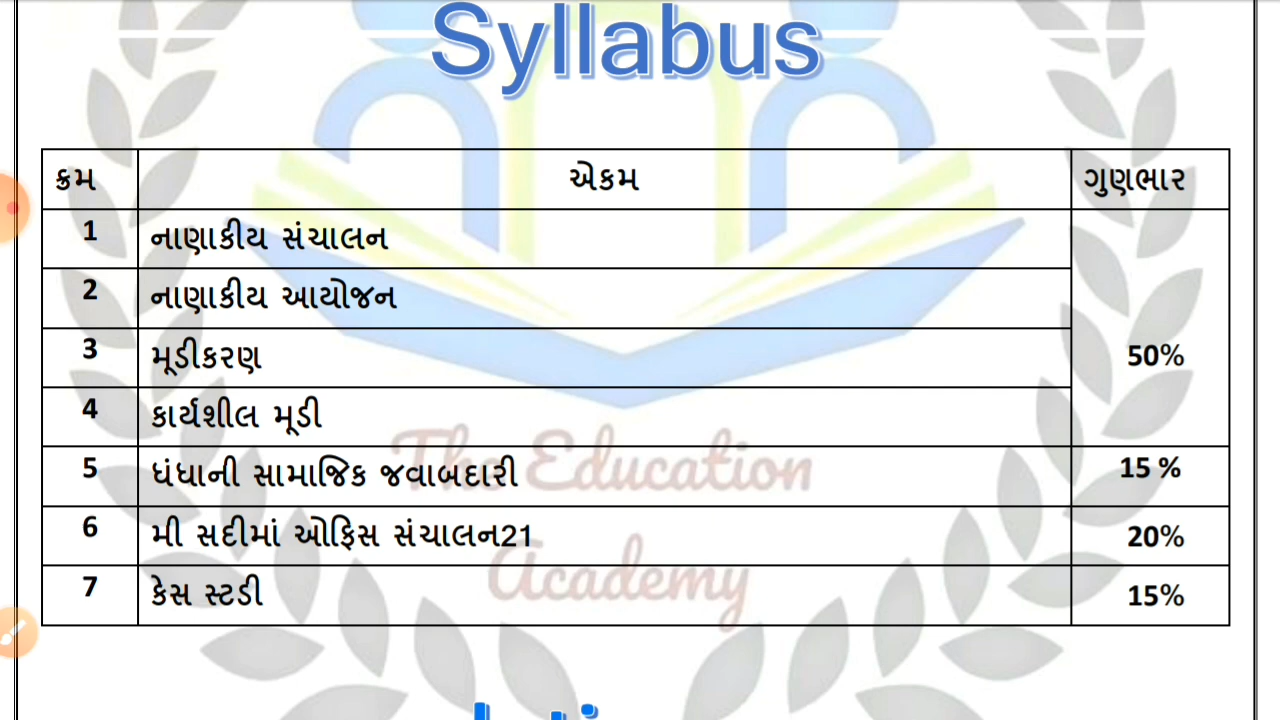 Syllabus
ક્રમ એકમ ગુણભાર
1 નાણાકીય સંચાલન
2 નાણાકીય આયોજન
3 મૂડીકરણ 50%
4 કાર્યશીલ મૂડી
5 ધંધાની સામાજિક જવાબદારી 15 %
6 મી સદીમાં ઓફિસ સંચાલન21 20%
7 કેસ સ્ટડી 15%
The Education
Academy